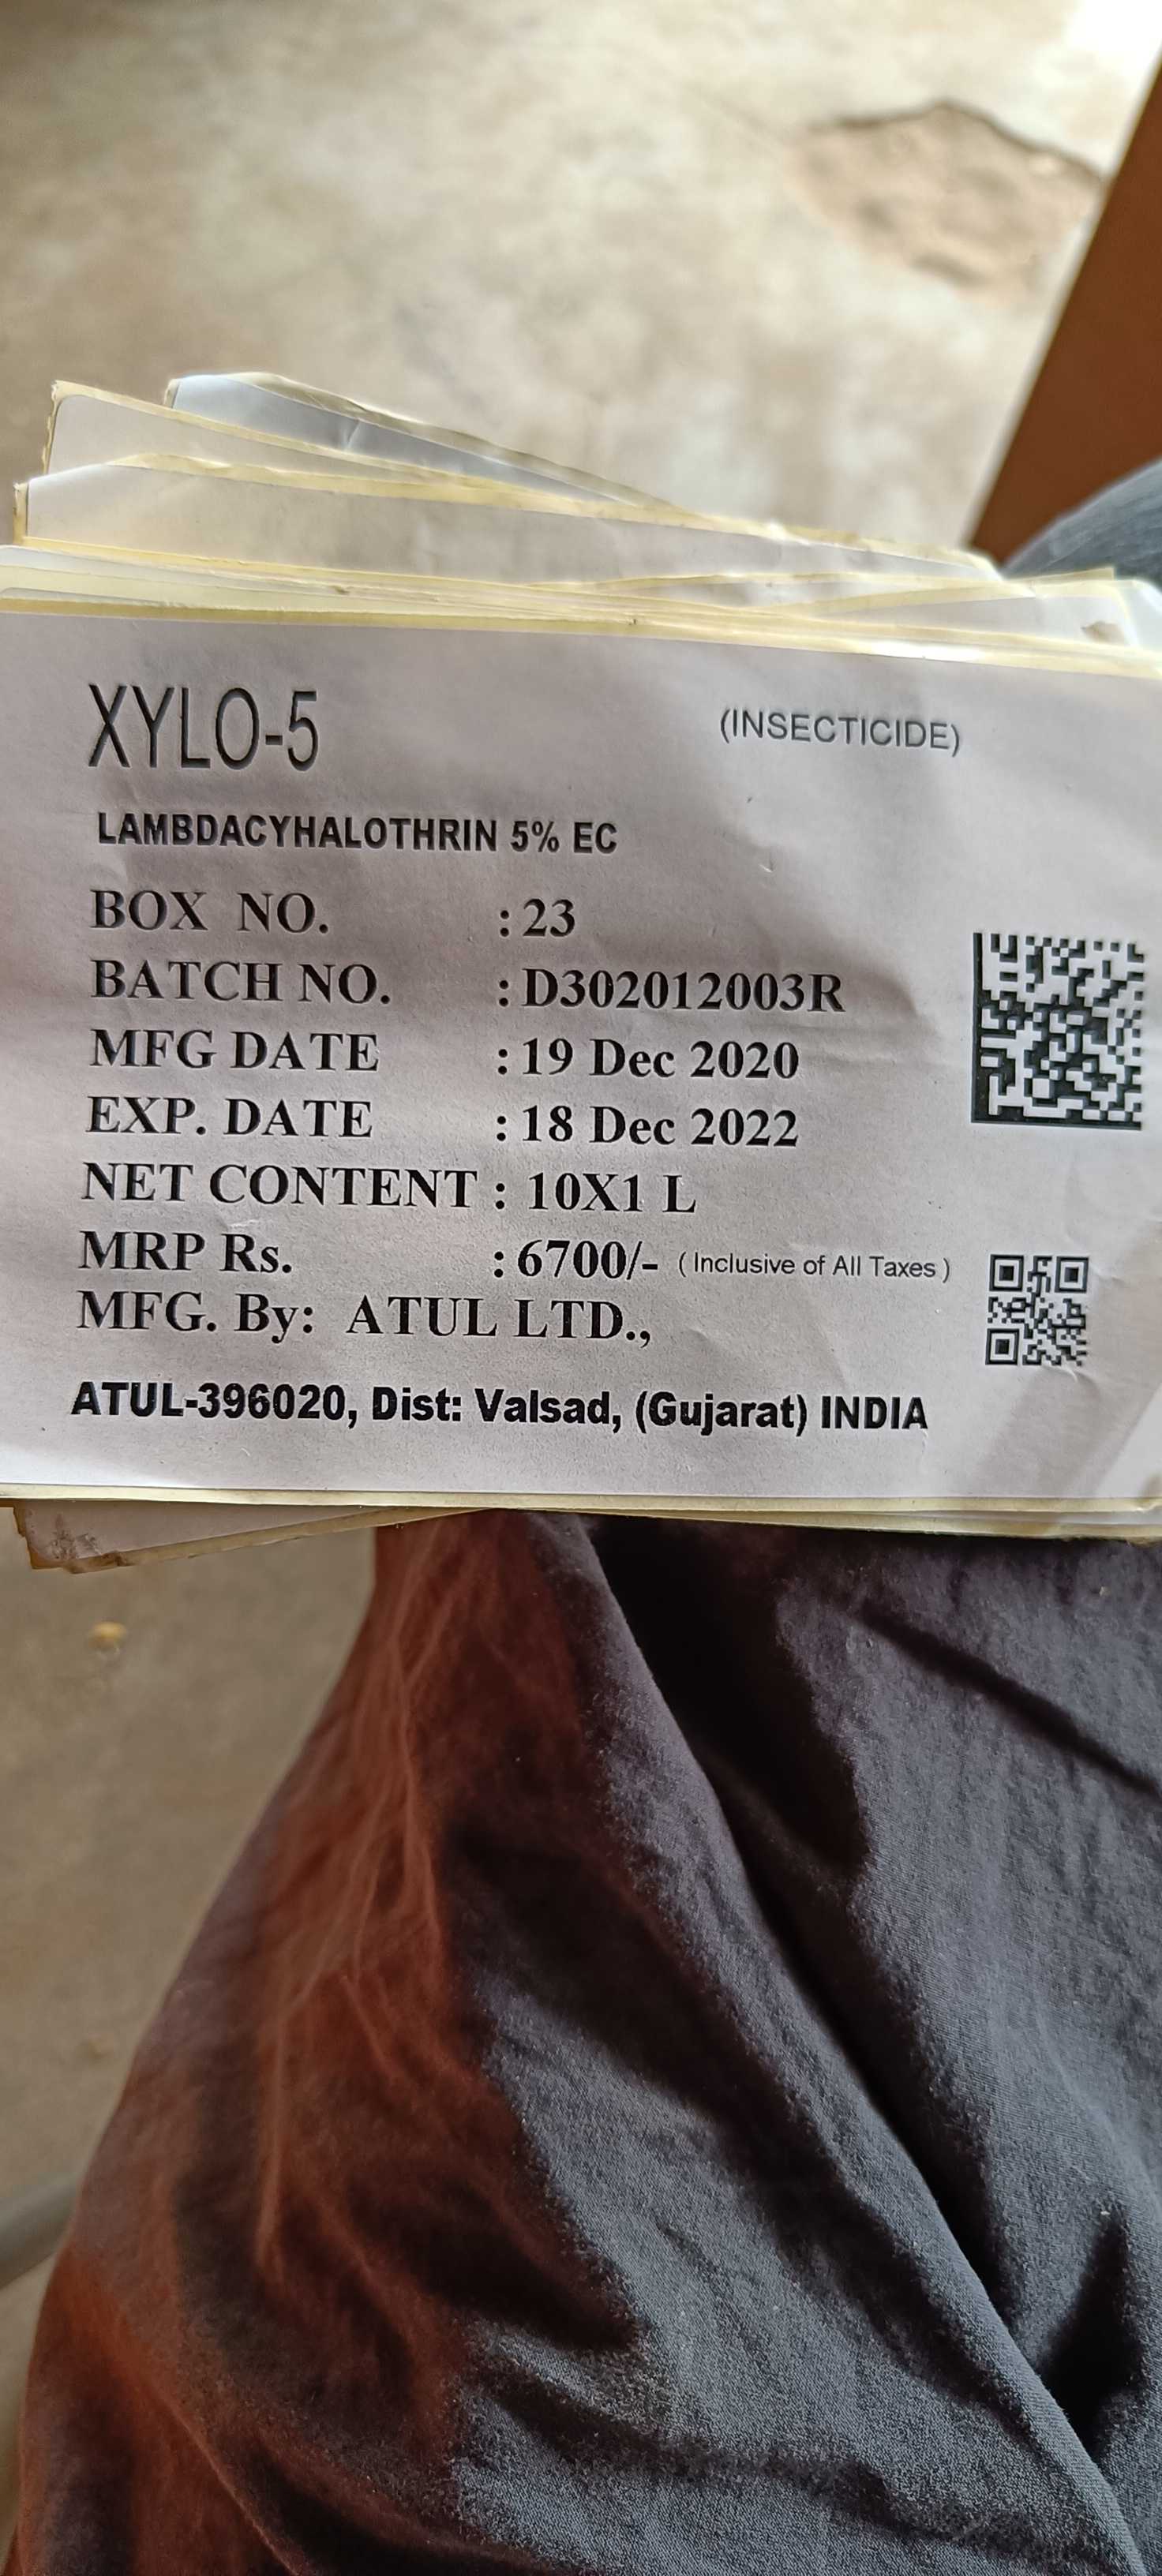 XYLO-5 (INSECTICIDE)
LAMBDACYHALOTHRIN 5% EC
BOX NO. : 23
BATCH NO. : D302012003R
MFG DATE : 19 Dec 2020
EXP. DATE : 18 Dec 2022
NET CONTENT : 10X1 L
MRP Rs. : 6700/- ( Inclusive of All Taxes )
MFG. By: ATUL LTD.,
ATUL-396020, Dist: Valsad, (Gujarat) INDIA